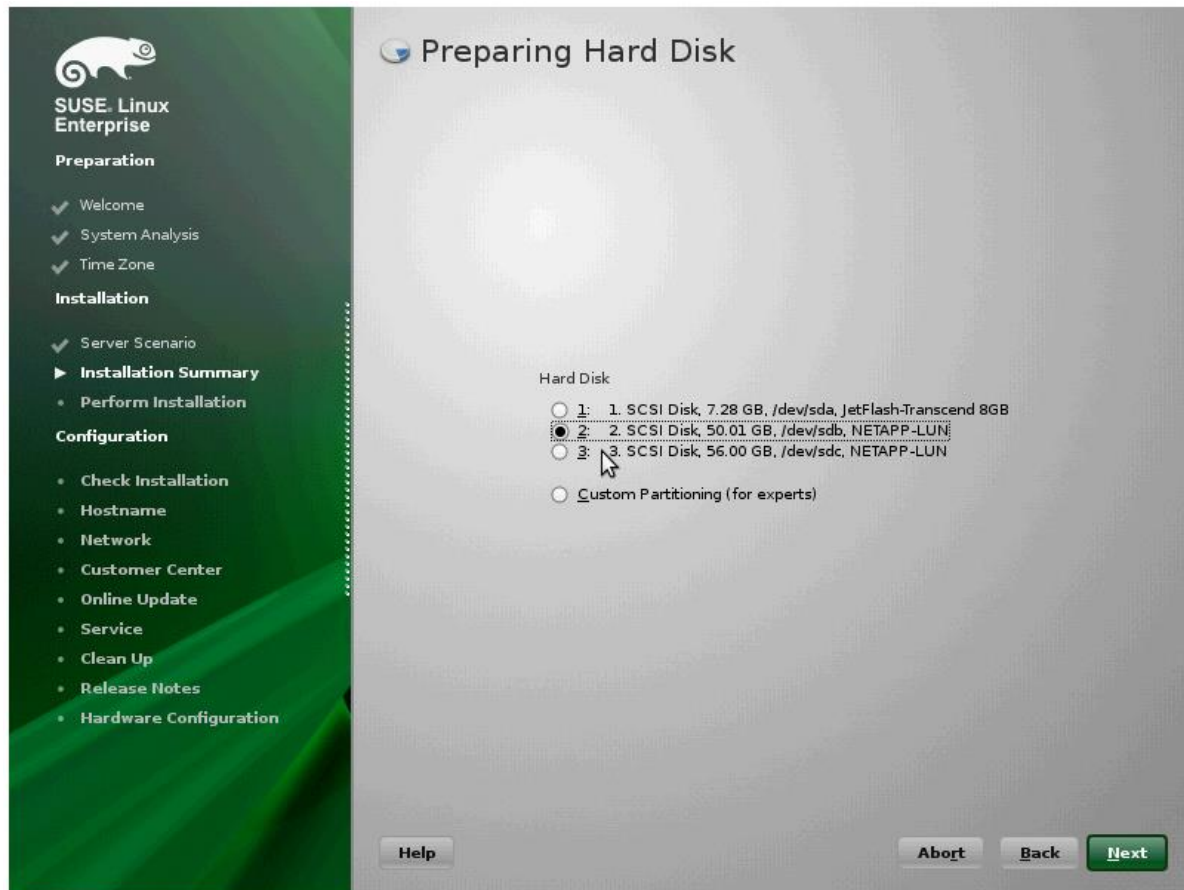 SUSE. Linux
Enterprise
Preparation
Welcome
System Analysis
Time Zone
Installation
Server Scenario
Installation Summary
Perform Installation
Configuration
Check Installation
Hostname
Network
Customer Center
Online Update
Service
Clean Up
Release Notes
Hardware Configuration
Preparing Hard Disk
Hard Disk
1: 1. SCSI Disk, 7.28 GB, /dev/sda, JetFlash-Transcend 8GB
2: 2. SCSI Disk, 50.01 GB, /dev/sdb, NETAPP-LUN
3: 3. SCSI Disk, 56.00 GB, /dev/sdc, NETAPP-LUN
Custom Partitioning (for experts)
Help
Abort
Back
Next